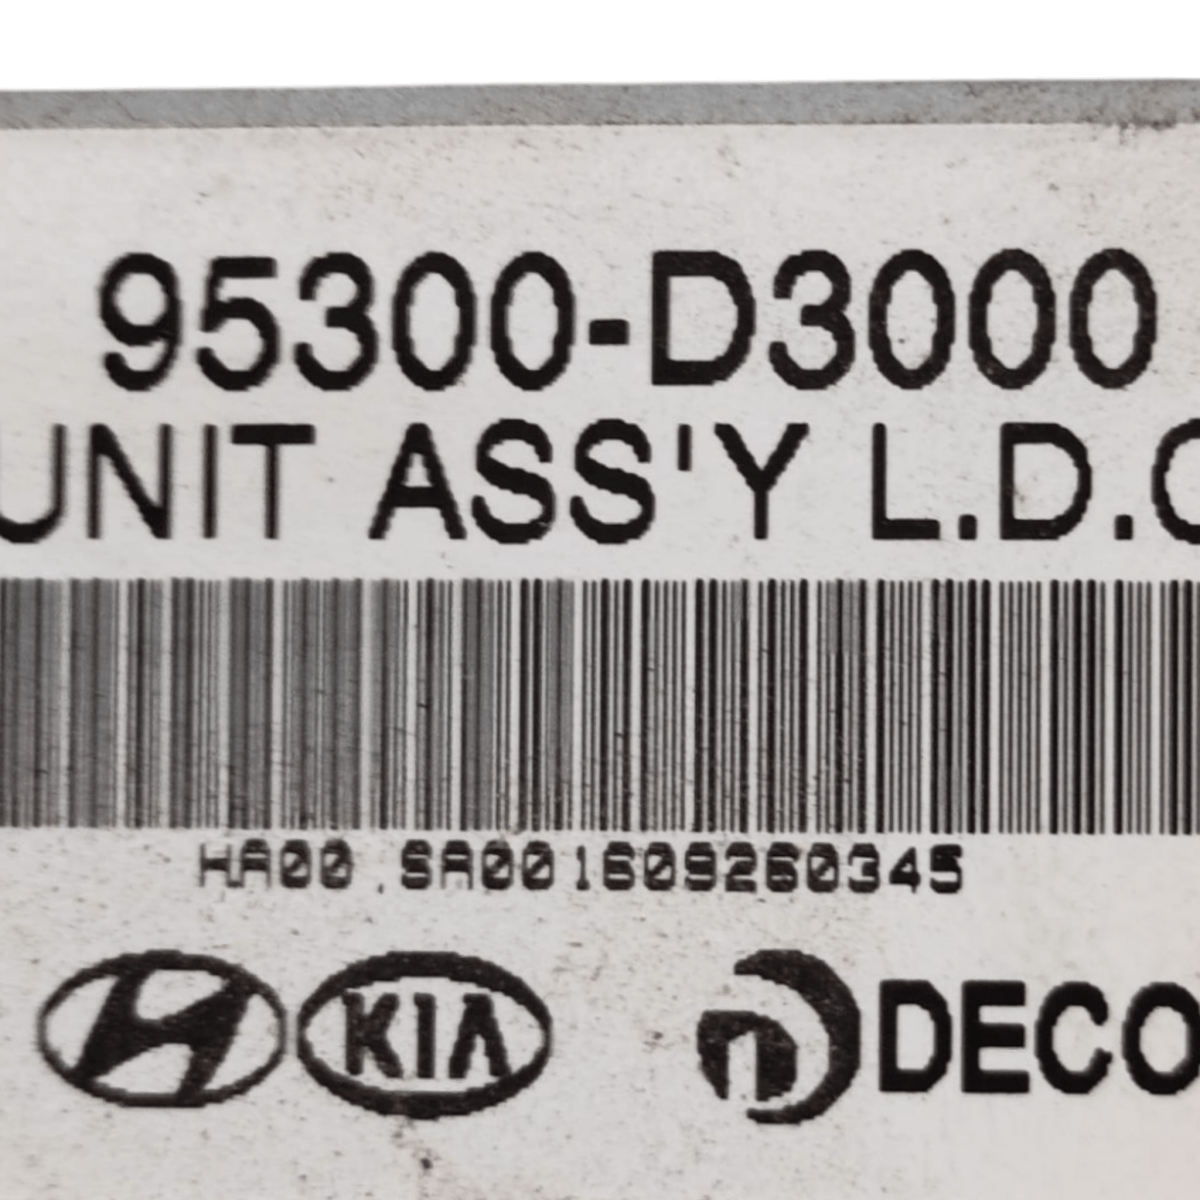 95300-D3000
UNIT ASS'Y L.D.C
HA00.SA001609260345
KIA DECO